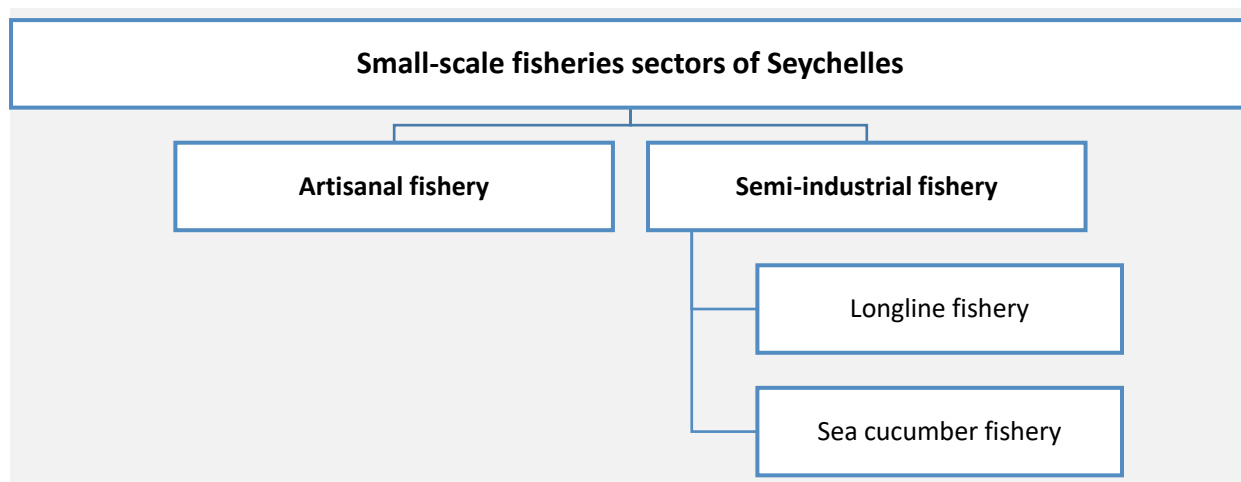 Small-scale fisheries sectors of Seychelles
Artisanal fishery
Semi-industrial fishery
Longline fishery
Sea cucumber fishery